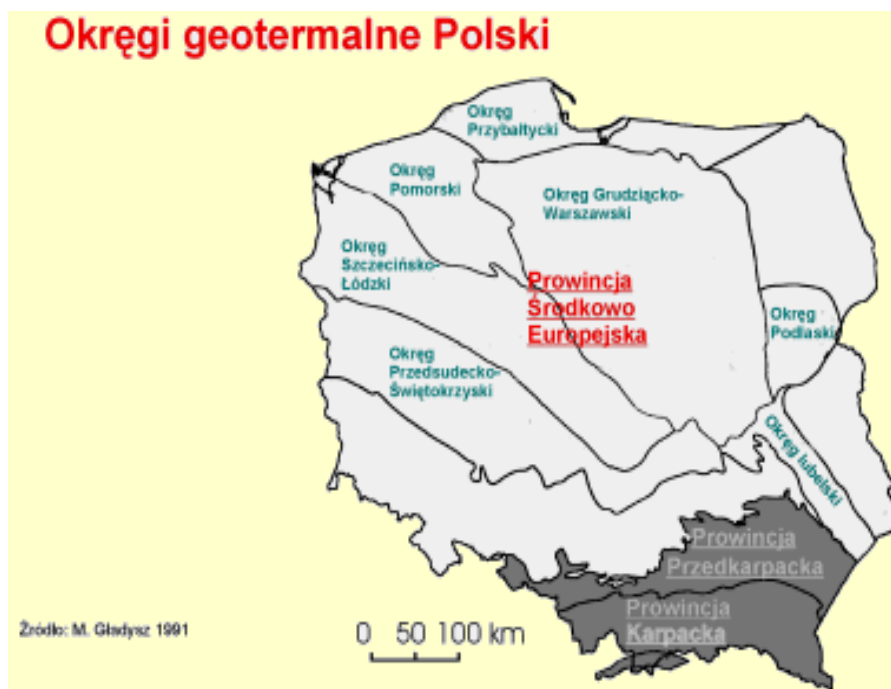 Okręgi geotermalne Polski
Okręg
Przybałtycki
Okręg
Pomorski
Okręg Grudziącko-
Warszawski
Okręg
Szczecińsko-
Łódzki
Prowincja
Środkowo
Europejska
Okręg
Podlaski
Okręg
Przedsudecko-
Świętokrzyski
Okręg lubelski
Prowincja
Przedkarpacka
Prowincja
Karpacka
Źródło: M. Gładysz 1991
0 50 100 km